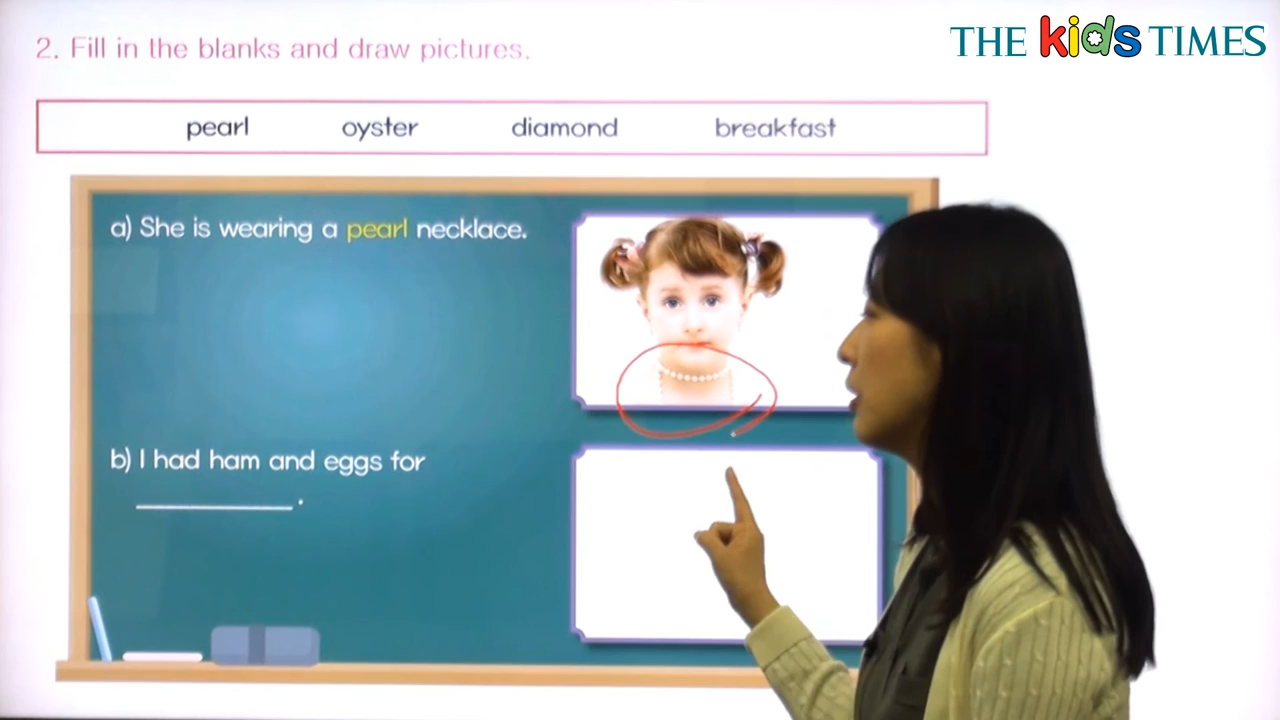 2. Fill in the blanks and draw pictures.
THE kids TIMES
pearl oyster diamond breakfast
a) She is wearing a pearl necklace.
b) I had ham and eggs for
__________.